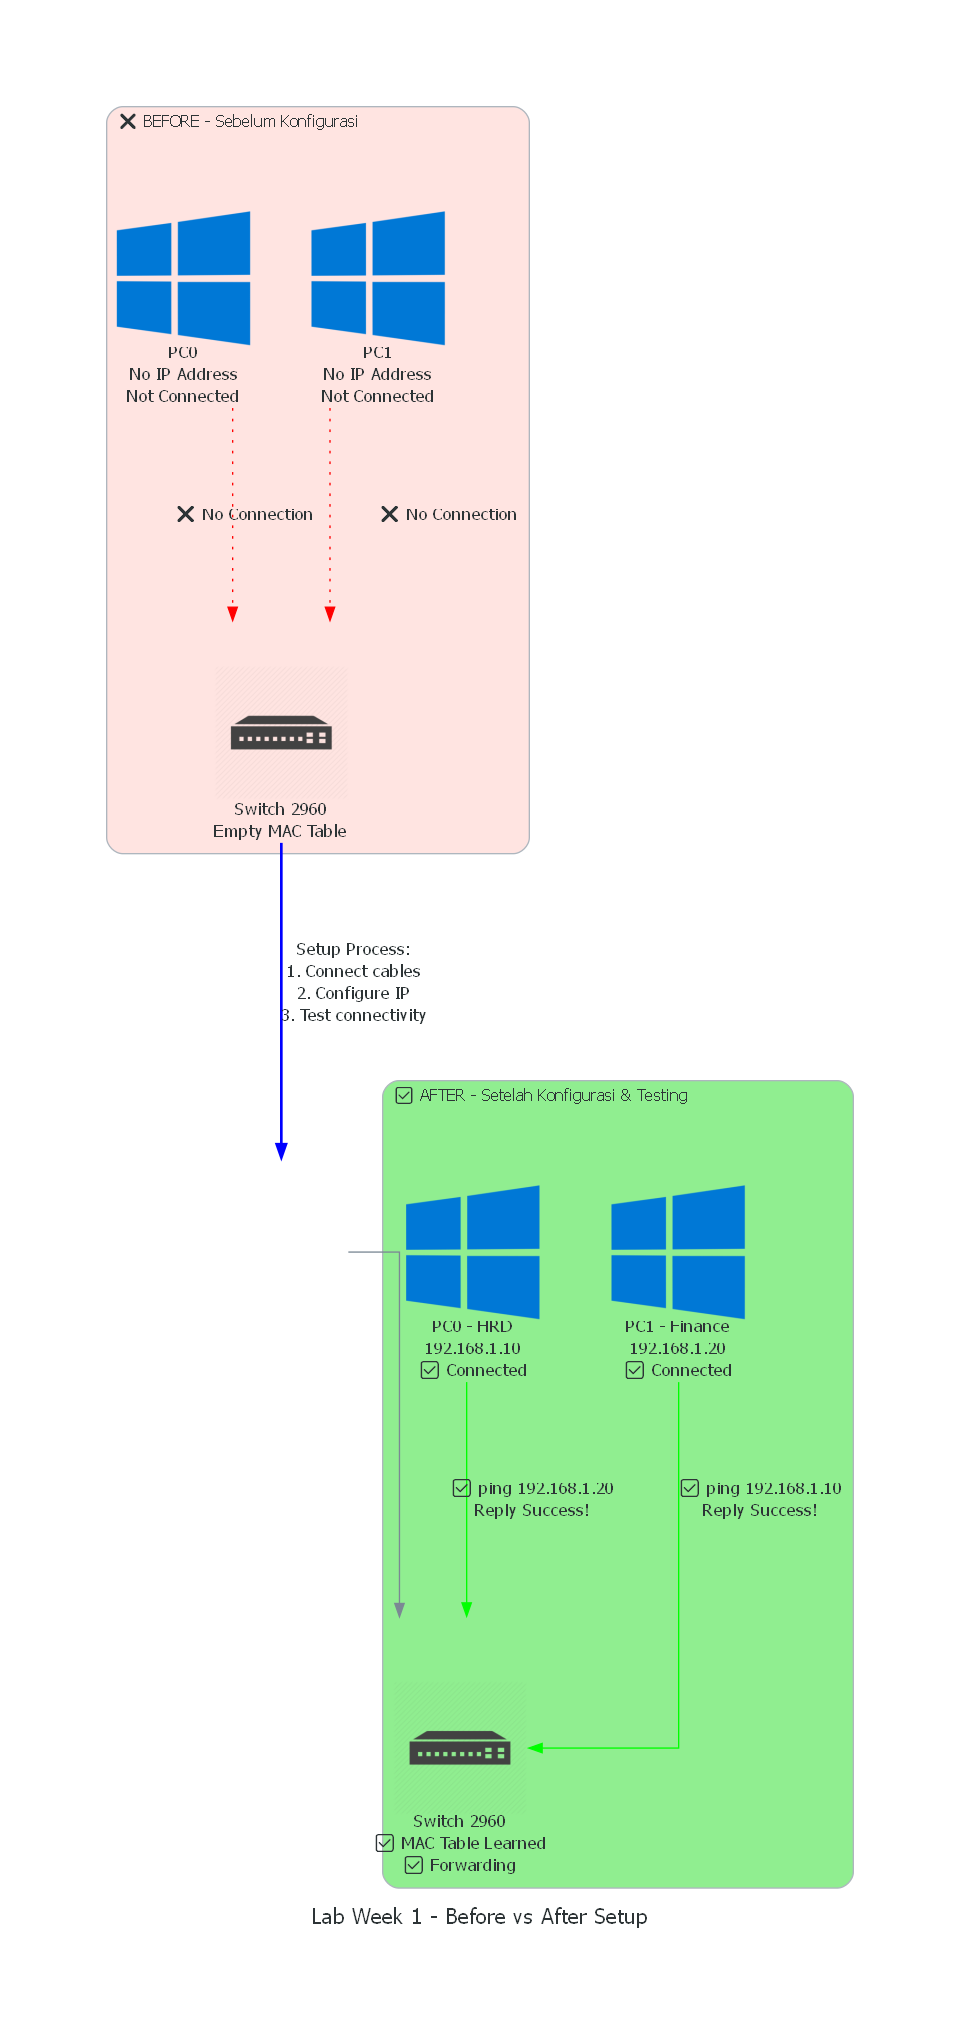 ❌ BEFORE - Sebelum Konfigurasi
PC0
No IP Address
Not Connected
PC1
No IP Address
Not Connected
❌ No Connection
❌ No Connection
Switch 2960
Empty MAC Table
Setup Process:
1. Connect cables
2. Configure IP
3. Test connectivity
✅ AFTER - Setelah Konfigurasi & Testing
PC0 - HRD
192.168.1.10
✅ Connected
PC1 - Finance
192.168.1.20
✅ Connected
✅ ping 192.168.1.20
Reply Success!
✅ ping 192.168.1.10
Reply Success!
Switch 2960
✅ MAC Table Learned
✅ Forwarding
Lab Week 1 - Before vs After Setup